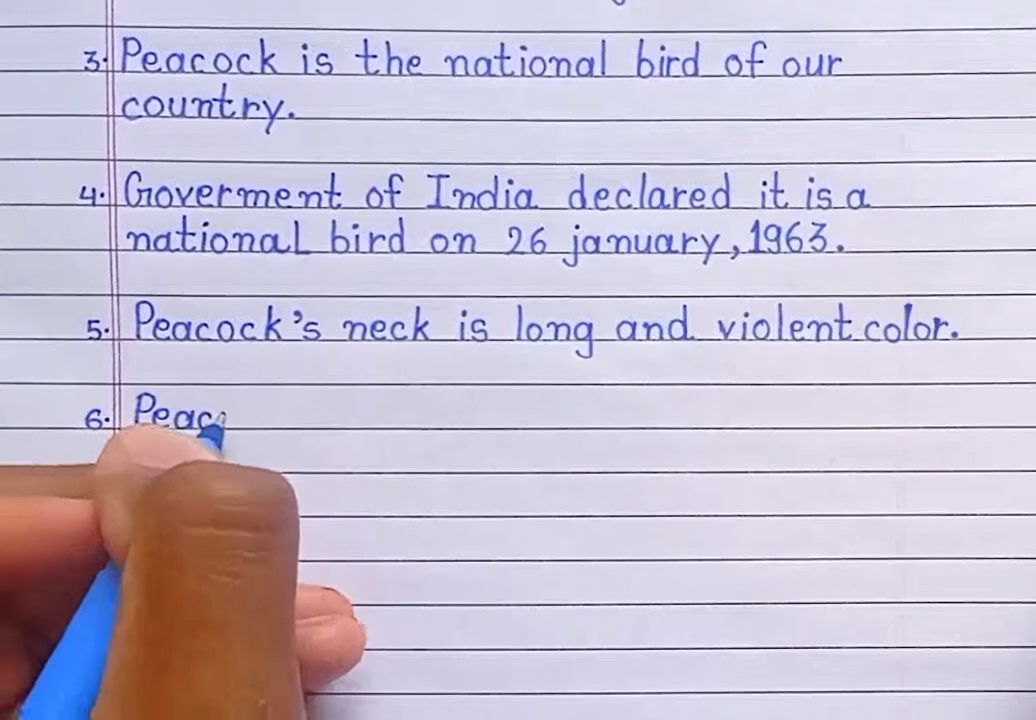 3. Peacock is the national bird of our
country.
4. Goverment of India declared it is a
national bird on 26 january, 1963.
5. Peacock's neck is long and violent color.
6. Peac